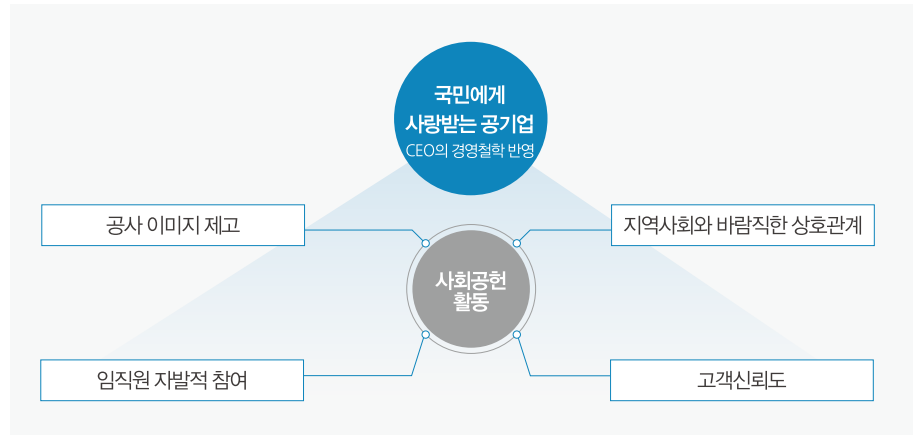 국민에게
사랑받는 공기업
CEO의 경영철학 반영
공사 이미지 제고
지역사회와 바람직한 상호관계
사회공헌
활동
임직원 자발적 참여
고객신뢰도